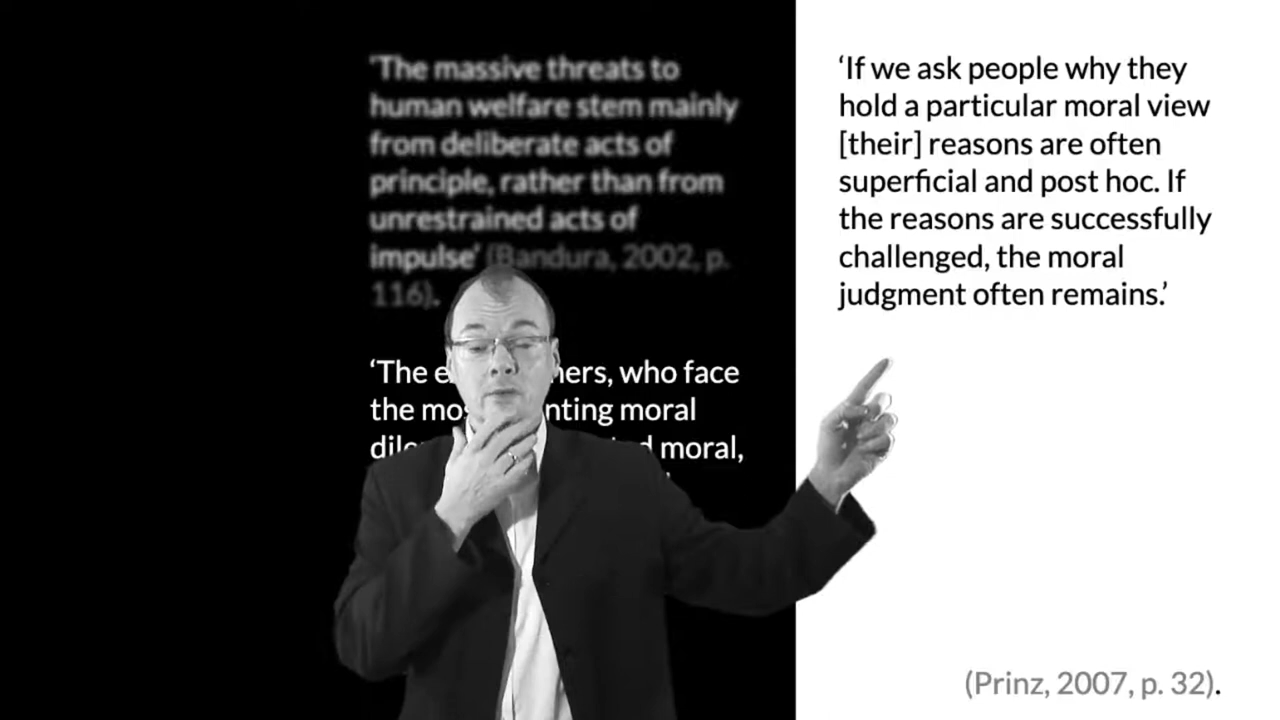 ‘The massive threats to
human welfare stem mainly
from deliberate acts of
principle, rather than from
unrestrained acts of
impulse’ (Bandura, 2002, p.
116).
‘The
hers, who face
the
nting moral
moral,
‘If we ask people why they
hold a particular moral view
[their] reasons are often
superficial and post hoc. If
the reasons are successfully
challenged, the moral
judgment often remains.’
(Prinz, 2007, p. 32).